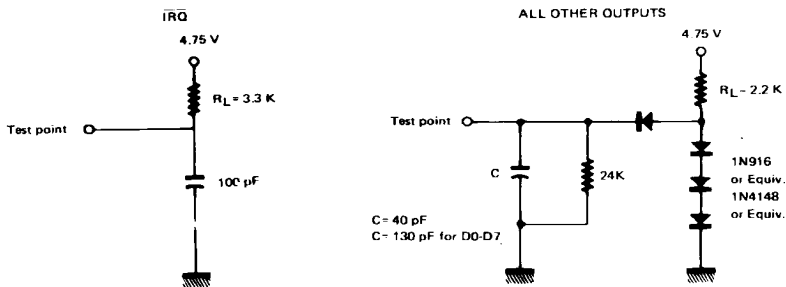 IRQ
4.75 V
RL = 3.3 K
Test point
100 pF
ALL OTHER OUTPUTS
4.75 V
RL – 2.2 K
Test point
C
24K
1N916
or Equiv.
1N4148
or Equiv.
C= 40 pF
C= 130 pF for D0-D7